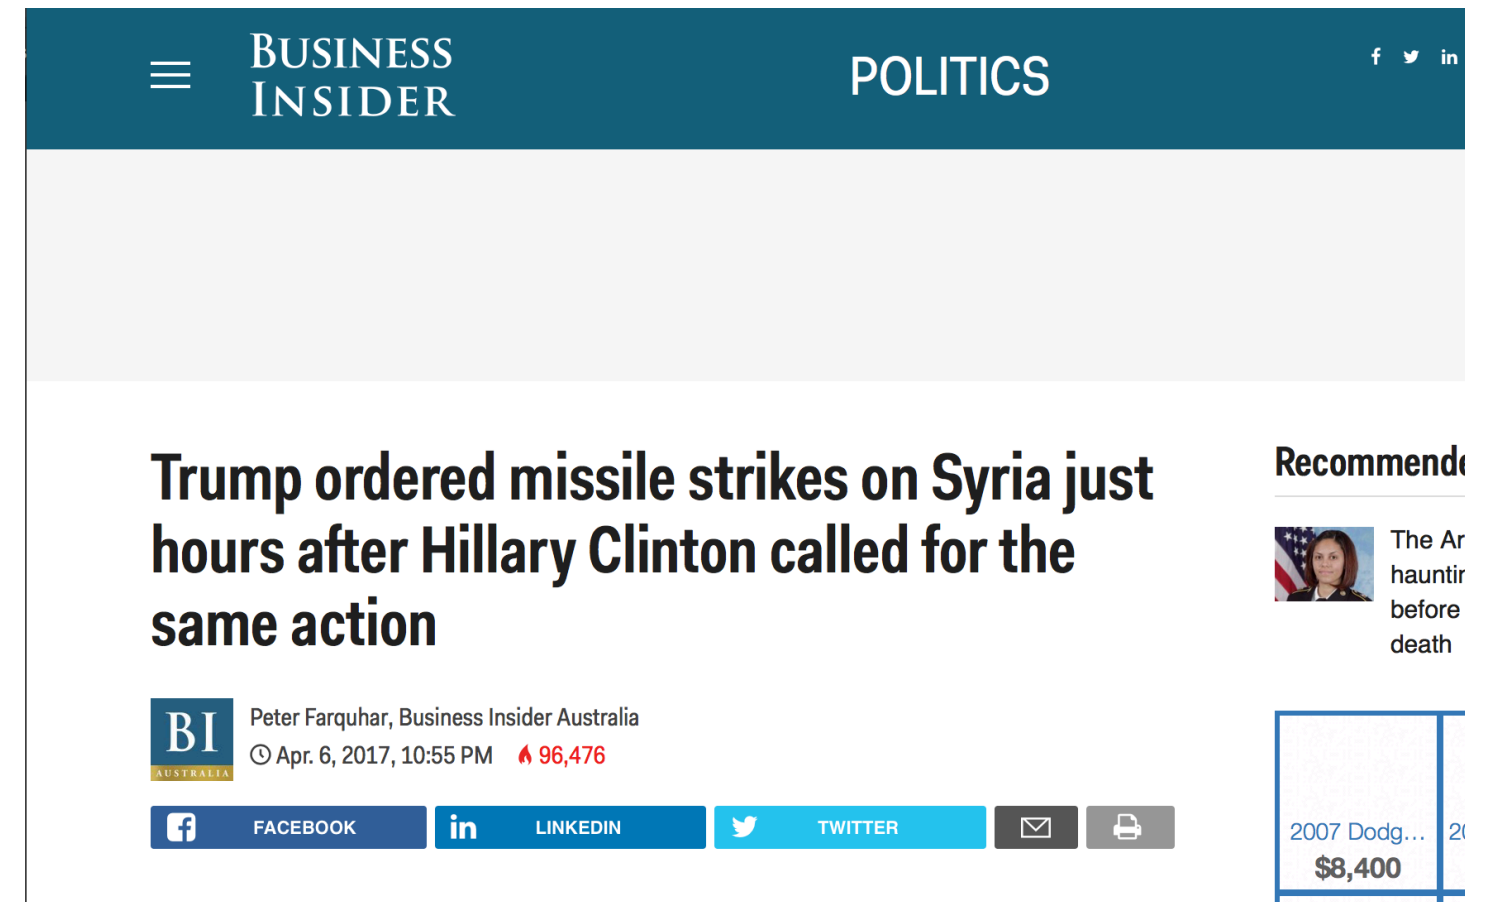 BUSINESS
INSIDER
POLITICS
f
in
Trump ordered missile strikes on Syria just
hours after Hillary Clinton called for the
same action
BI
AUSTRALIA
Peter Farquhar, Business Insider Australia
Apr. 6, 2017, 10:55 PM 96,476
f FACEBOOK
in LINKEDIN
TWITTER
Recommende
The Ar
hauntin
before
death
2007 Dodg...
$8,400